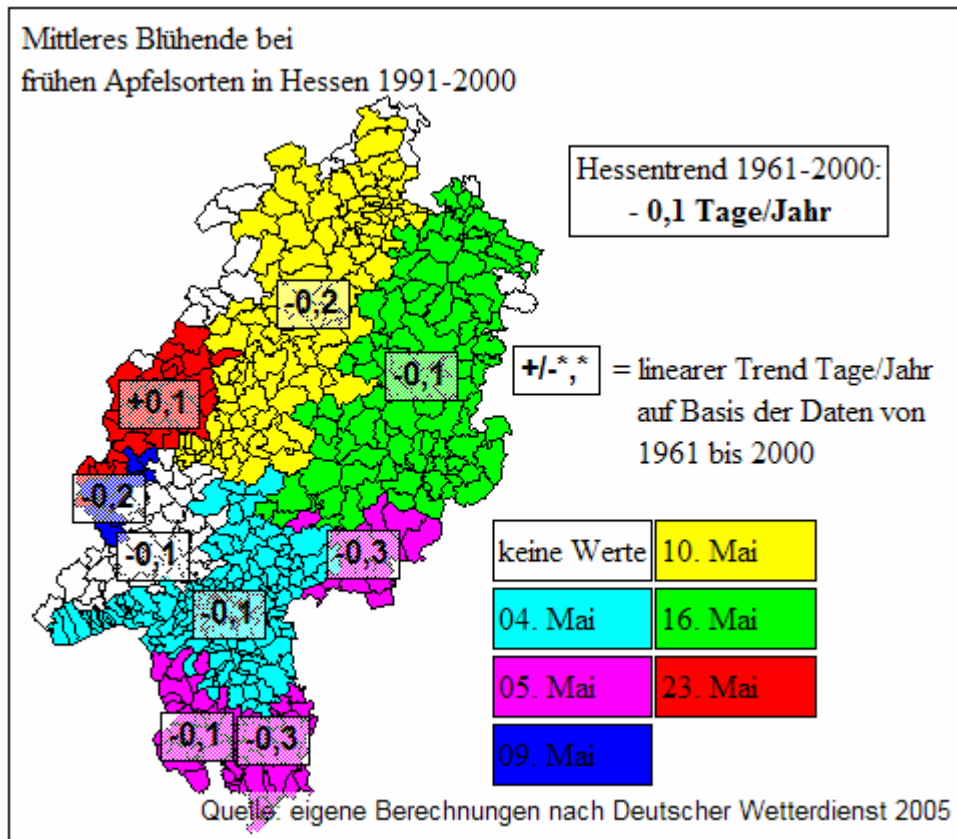 Mittleres Blühende bei
frühen Apfelsorten in Hessen 1991-2000
Hessentrend 1961-2000:
- 0,1 Tage/Jahr
-0,2
-0,1
+/-*,* = linearer Trend Tage/Jahr
auf Basis der Daten von
1961 bis 2000
+0,1
-0,2
-0,1
-0,3
-0,1
-0,1
-0,3
keine Werte
10. Mai
04. Mai
16. Mai
05. Mai
23. Mai
09. Mai
Quelle: eigene Berechnungen nach Deutscher Wetterdienst 2005